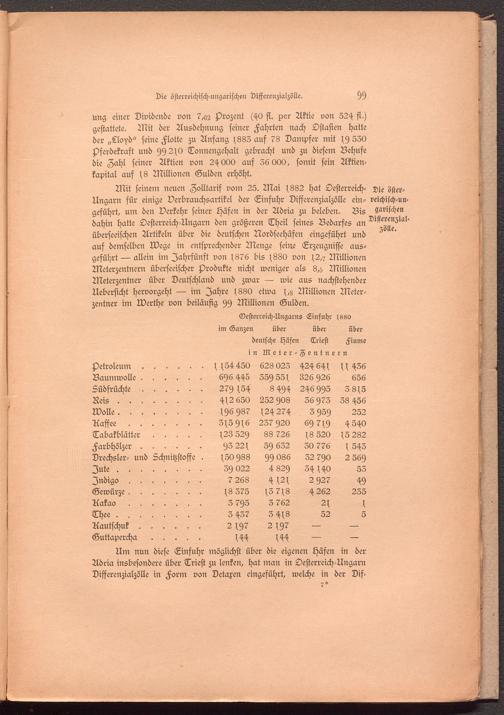 Die österreichisch-ungarischen Differenzialzölle. 99
ung einer Dividende von 7,62 Prozent (40 fl. per Aktie von 524 fl.)
gestattete. Mit der Ausdehnung seiner Fahrten nach Ostasien hatte
der „Lloyd" seine Flotte zu Anfang 1883 auf 78 Dampfer mit 19 530
Pferdekraft und 99 210 Tonnengehalt gebracht und zu diesem Behufe
die Zahl seiner Aktien von 24 000 auf 36 000, somit sein Aktien-
kapital auf 18 Millionen Gulden erhöht.
Mit seinem neuen Zolltarif vom 25. Mai 1882 hat Oesterreich-
Ungarn für einige Verbrauchsartikel der Einfuhr Differenzialzölle ein-
geführt, um den Verkehr seiner Häfen in der Adria zu beleben. Bis
dahin hatte Oesterreich-Ungarn den größeren Theil seines Bedarfes an
überseeischen Artikeln über die deutschen Nordseehäfen eingeführt und
auf demselben Wege in entsprechender Menge seine Erzeugnisse aus-
geführt — allein im Jahrfünft von 1876 bis 1880 von 12,7 Millionen
Meterzentnern überseeischer Produkte nicht weniger als 8,5 Millionen
Meterzentner über Deutschland und zwar — wie aus nachstehender
Uebersicht hervorgeht — im Jahre 1880 etwa 1,8 Millionen Meter-
zentner im Werthe von beiläufig 99 Millionen Gulden.
Die öster-
reichisch-un-
garischen
Differenzial-
zölle.
Oesterreich-Ungarns Einfuhr 1880
im Ganzen über über über
deutsche Häfen Triest Fiume
in Meter-Zentnern
Petroleum . . . . . . 1 154 450 628 023 424 641 11 436
Baumwolle . . . . . . 696 445 359 551 326 926 656
Südfrüchte . . . . . 279 154 8 494 246 995 3 815
Reis . . . . . . . 412 650 252 908 36 973 38 456
Wolle . . . . . . . 196 987 124 274 3 959 252
Kaffee . . . . . . 315 916 237 920 69 719 4 540
Tabakblätter . . . . . 123 529 88 726 18 520 15 282
Farbhölzer . . . . . 93 221 59 632 30 776 1 543
Drechsler- und Schnitzstoffe . 150 988 99 086 32 790 2 569
Jute . . . . . . . 39 022 4 829 34 140 53
Indigo . . . . . . 7 268 4 121 2 927 49
Gewürze . . . . . . 18 375 13 718 4 262 235
Kakao . . . . . . 3 793 3 762 21 1
Thee . . . . . . . 3 437 3 418 52 5
Kautschuk . . . . . 2 197 2 197 — —
Guttapercha . . . . . 144 144 — —
Um nun diese Einfuhr möglichst über die eigenen Häfen in der
Adria insbesondere über Triest zu lenken, hat man in Oesterreich-Ungarn
Differenzialzölle in Form von Detaxen eingeführt, welche in der Dif-
7*